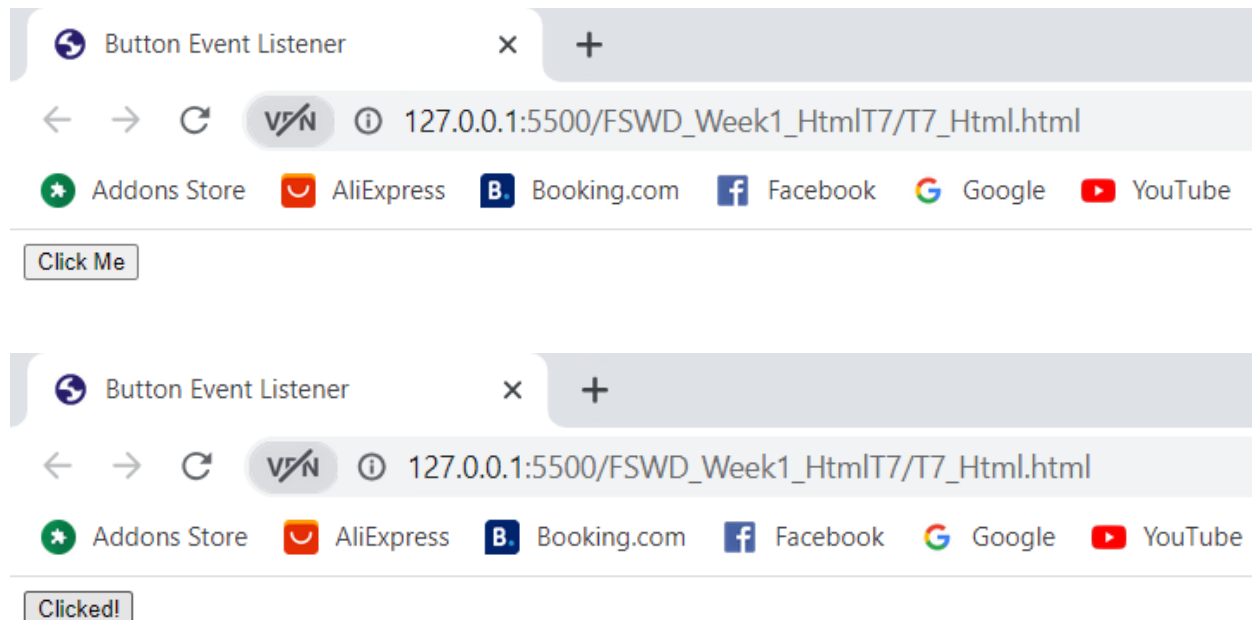 Button Event Listener
VPN 127.0.0.1:5500/FSWD_Week1_HtmlT7/T7_Html.html
Addons Store AliExpress B. Booking.com f Facebook G Google YouTube
Click Me
Button Event Listener
VPN 127.0.0.1:5500/FSWD_Week1_HtmlT7/T7_Html.html
Addons Store AliExpress B. Booking.com f Facebook G Google YouTube
Clicked!